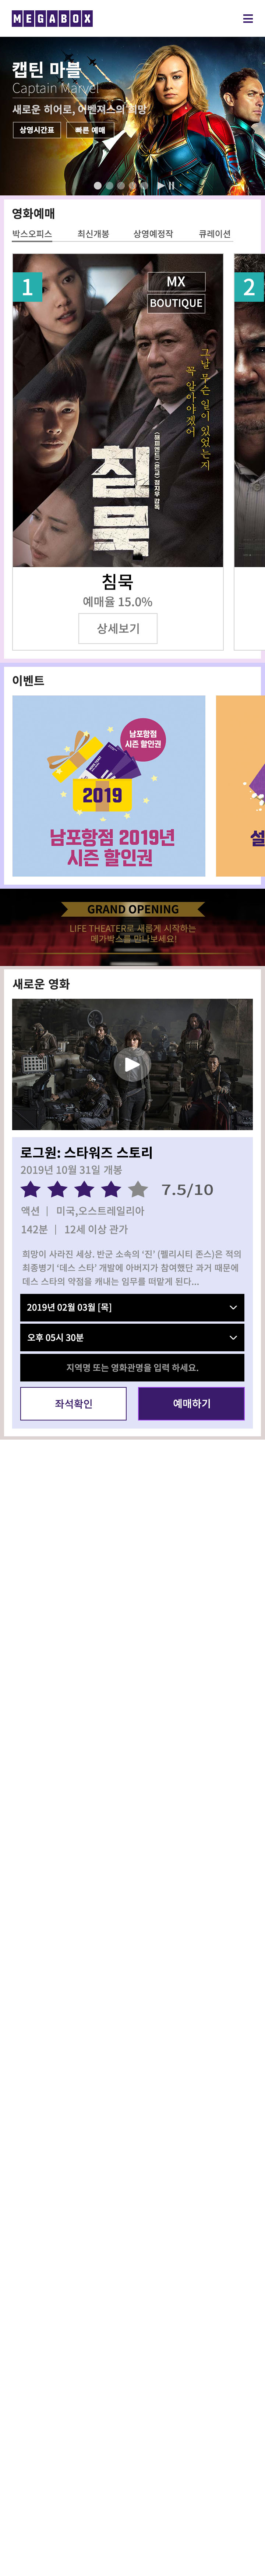 MEGABOX
캡틴 마블
Captain Marvel
새로운 히어로, 어벤져스의 희망
상영시간표
빠른 예매
영화예매
박스오피스 최신개봉 상영예정작 큐레이션
1
2
MX
BOUTIQUE
그날, 무슨 일이 있었는지
꼭 알아야겠어
침묵
<해피엔드> <은교> 정지우 감독
침묵
예매율 15.0%
상세보기
이벤트
남포항점
시즌 할인권
2019
남포항점 2019년
시즌 할인권
설
GRAND OPENING
LIFE THEATER로 새롭게 시작하는
메가박스를 만나보세요!
새로운 영화
로그원: 스타워즈 스토리
2019년 10월 31일 개봉
7.5/10
액션 | 미국,오스트레일리아
142분 | 12세 이상 관가
희망이 사라진 세상. 반군 소속의 ‘진’ (펠리시티 존스)은 적의
최종병기 ‘데스 스타’ 개발에 아버지가 참여했단 과거 때문에
데스 스타의 약점을 캐내는 임무를 떠맡게 된다...
2019년 02월 03일 [목]
오후 05시 30분
지역명 또는 영화관명을 입력 하세요.
좌석확인
예매하기